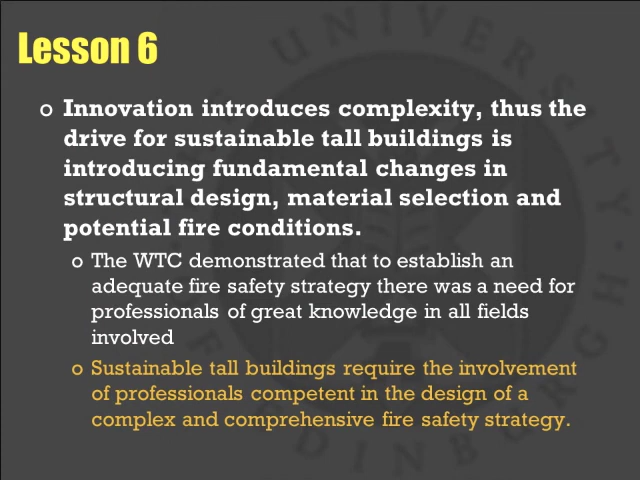 Lesson 6
o Innovation introduces complexity, thus the
drive for sustainable tall buildings is
introducing fundamental changes in
structural design, material selection and
potential fire conditions.
o The WTC demonstrated that to establish an
adequate fire safety strategy there was a need for
professionals of great knowledge in all fields
involved
o Sustainable tall buildings require the involvement
of professionals competent in the design of a
complex and comprehensive fire safety strategy.